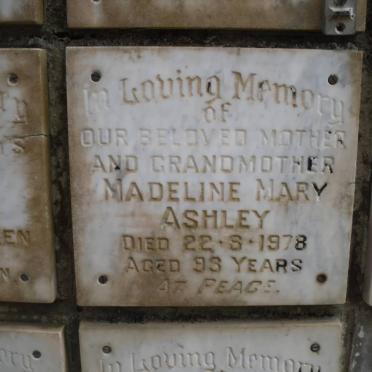 In Loving Memory
of
OUR BELOVED MOTHER
AND GRANDMOTHER
MADELINE MARY
ASHLEY
DIED 22·8·1978
AGED 93 YEARS
AT PEACE.
In Loving Memory